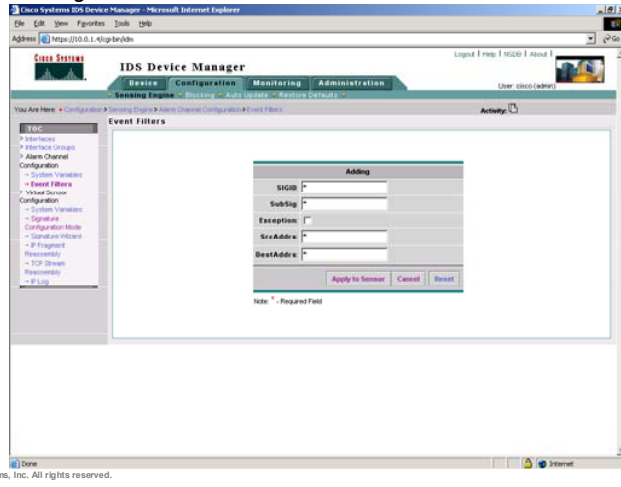 Cisco Systems IDS Device Manager - Microsoft Internet Explorer
File Edit View Favorites Tools Help
Address https://10.0.1.4/cgi-bin/idm Go
Cisco Systems
IDS Device Manager
Logout | Help | NSDB | About |
Device Configuration Monitoring Administration
User: cisco (admin)
Sensing Engine Blocking Auto Update Restore Defaults
You Are Here: Configuration Sensing Engine Alarm Channel Configuration Event Filters
Activity:
TOC
Event Filters
Interfaces
Interface Groups
Alarm Channel
Configuration
System Variables
Event Filters
Virtual Sensor
Configuration
System Variables
Signature
Configuration Mode
Signature Wizard
IP Fragment
Reassembly
TCP Stream
Reassembly
IP Log
Adding
SIGID *
SubSig *
Exception
SrcAddrs *
DestAddrs *
Apply to Sensor Cancel Reset
Note: * - Required Field
Done Internet
ms, Inc. All rights reserved.